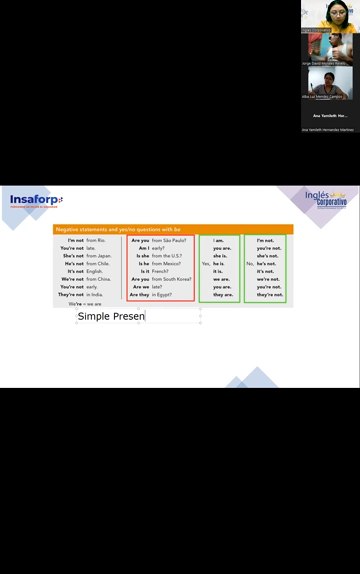 Ana Yamileth Her...
Insaforp
Inglés
Corporativo
Negative statements and yes/no questions with be
I'm not from Rio. Are you from São Paulo? I am. I'm not.
You're not late. Am I early? you are. you're not.
She's not from Japan. Is she from the U.S.? she is. she's not.
He's not from Chile. Is he from Mexico? Yes, he is. No, he's not.
It's not English. Is it French? it is. it's not.
We're not from China. Are you from South Korea? we are. we're not.
You're not early. Are we late? you are. you're not.
They're not in India. Are they in Egypt? they are. they're not.
We're = we are
Simple Presen